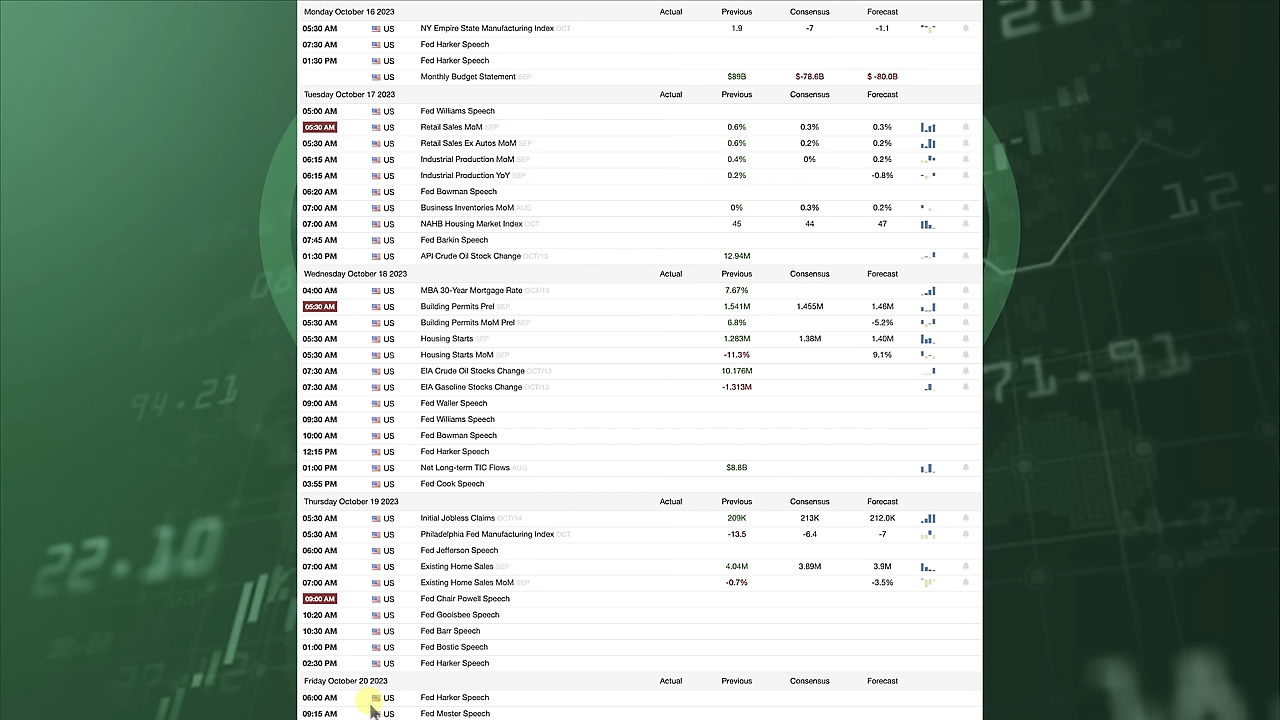 Monday October 16 2023 Actual Previous Consensus Forecast
05:30 AM US NY Empire State Manufacturing Index OCT 1.9 -7 -1.1
07:30 AM US Fed Harker Speech
01:30 PM US Fed Harker Speech
US Monthly Budget Statement SEP $89B $-78.6B $ -80.0B
Tuesday October 17 2023 Actual Previous Consensus Forecast
05:00 AM US Fed Williams Speech
05:30 AM US Retail Sales MoM SEP 0.6% 0.3% 0.3%
05:30 AM US Retail Sales Ex Autos MoM SEP 0.6% 0.2% 0.2%
06:15 AM US Industrial Production MoM SEP 0.4% 0% 0.2%
06:15 AM US Industrial Production YoY SEP 0.2% -0.8%
06:20 AM US Fed Bowman Speech
07:00 AM US Business Inventories MoM AUG 0% 0.3% 0.2%
07:00 AM US NAHB Housing Market Index OCT 45 44 47
07:45 AM US Fed Barkin Speech
01:30 PM US API Crude Oil Stock Change OCT/13 12.94M
Wednesday October 18 2023 Actual Previous Consensus Forecast
04:00 AM US MBA 30-Year Mortgage Rate OCT/13 7.67%
05:30 AM US Building Permits Prel SEP 1.541M 1.455M 1.46M
05:30 AM US Building Permits MoM Prel SEP 6.8% -5.2%
05:30 AM US Housing Starts SEP 1.283M 1.38M 1.40M
05:30 AM US Housing Starts MoM SEP -11.3% 9.1%
07:30 AM US EIA Crude Oil Stocks Change OCT/13 10.176M
07:30 AM US EIA Gasoline Stocks Change OCT/13 -1.313M
09:00 AM US Fed Waller Speech
09:30 AM US Fed Williams Speech
10:00 AM US Fed Bowman Speech
12:15 PM US Fed Harker Speech
01:00 PM US Net Long-term TIC Flows AUG $8.8B
03:55 PM US Fed Cook Speech
Thursday October 19 2023 Actual Previous Consensus Forecast
05:30 AM US Initial Jobless Claims OCT/14 209K 213K 212.0K
05:30 AM US Philadelphia Fed Manufacturing Index OCT -13.5 -6.4 -7
06:00 AM US Fed Jefferson Speech
07:00 AM US Existing Home Sales SEP 4.04M 3.89M 3.9M
07:00 AM US Existing Home Sales MoM SEP -0.7% -3.5%
09:00 AM US Fed Chair Powell Speech
10:20 AM US Fed Goolsbee Speech
10:30 AM US Fed Barr Speech
01:00 PM US Fed Bostic Speech
02:30 PM US Fed Harker Speech
Friday October 20 2023 Actual Previous Consensus Forecast
06:00 AM US Fed Harker Speech
09:15 AM US Fed Mester Speech
20
12.
71.91
94.21
22.10